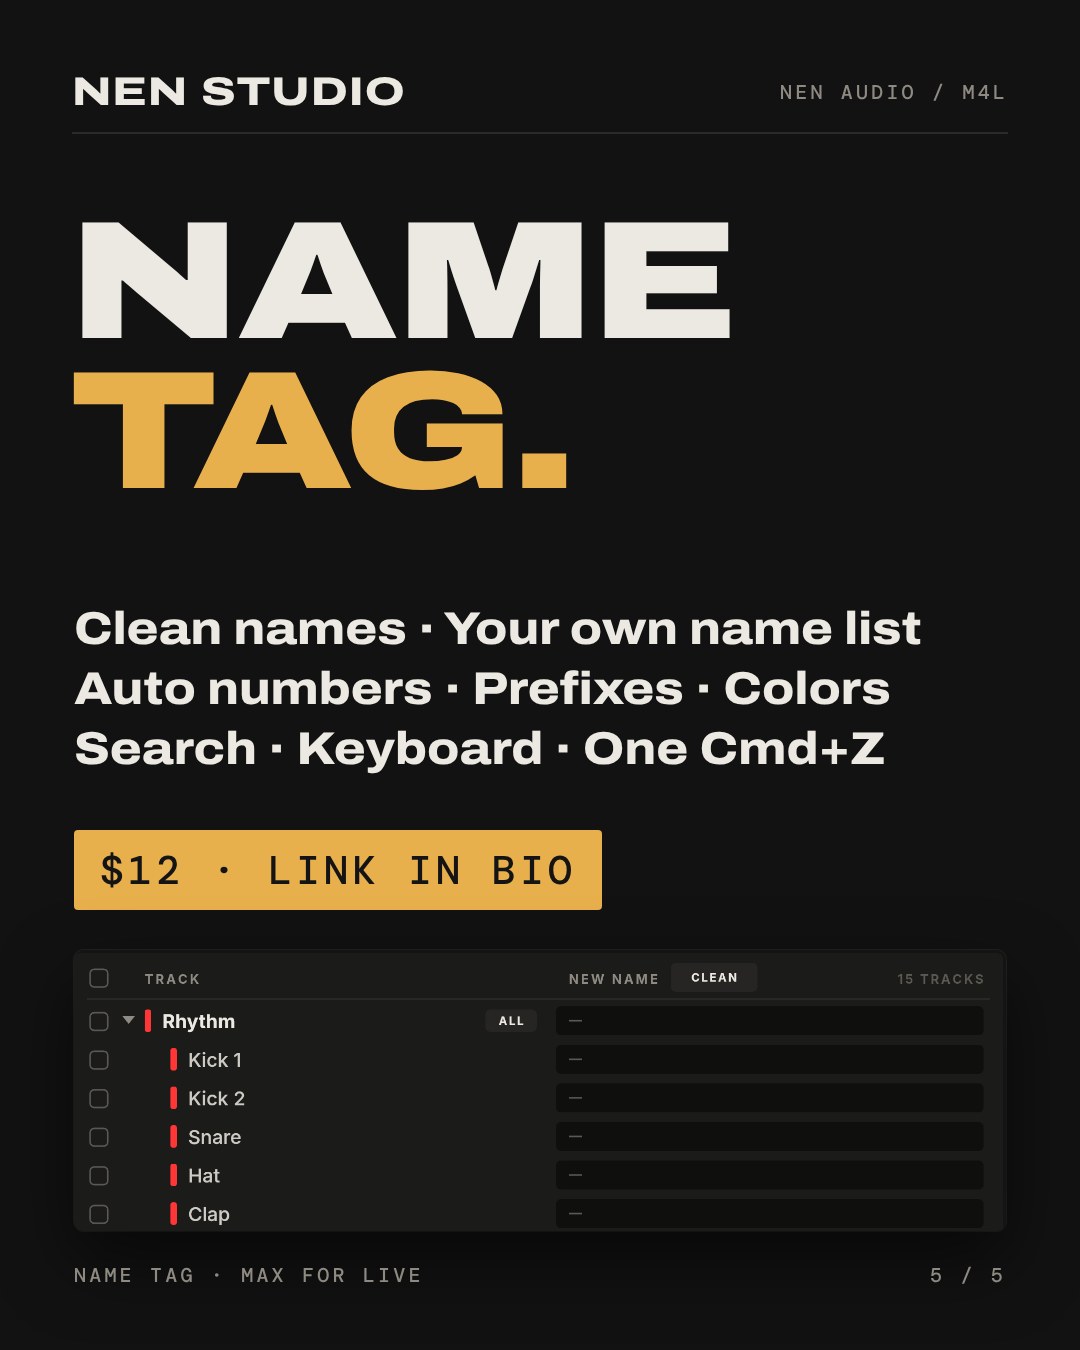 NEN STUDIO
NEN AUDIO / M4L
NAME
TAG.
Clean names · Your own name list
Auto numbers · Prefixes · Colors
Search · Keyboard · One Cmd+Z
$12 · LINK IN BIO
TRACK NEW NAME CLEAN 15 TRACKS
Rhythm ALL —
Kick 1 —
Kick 2 —
Snare —
Hat —
Clap —
NAME TAG · MAX FOR LIVE
5 / 5